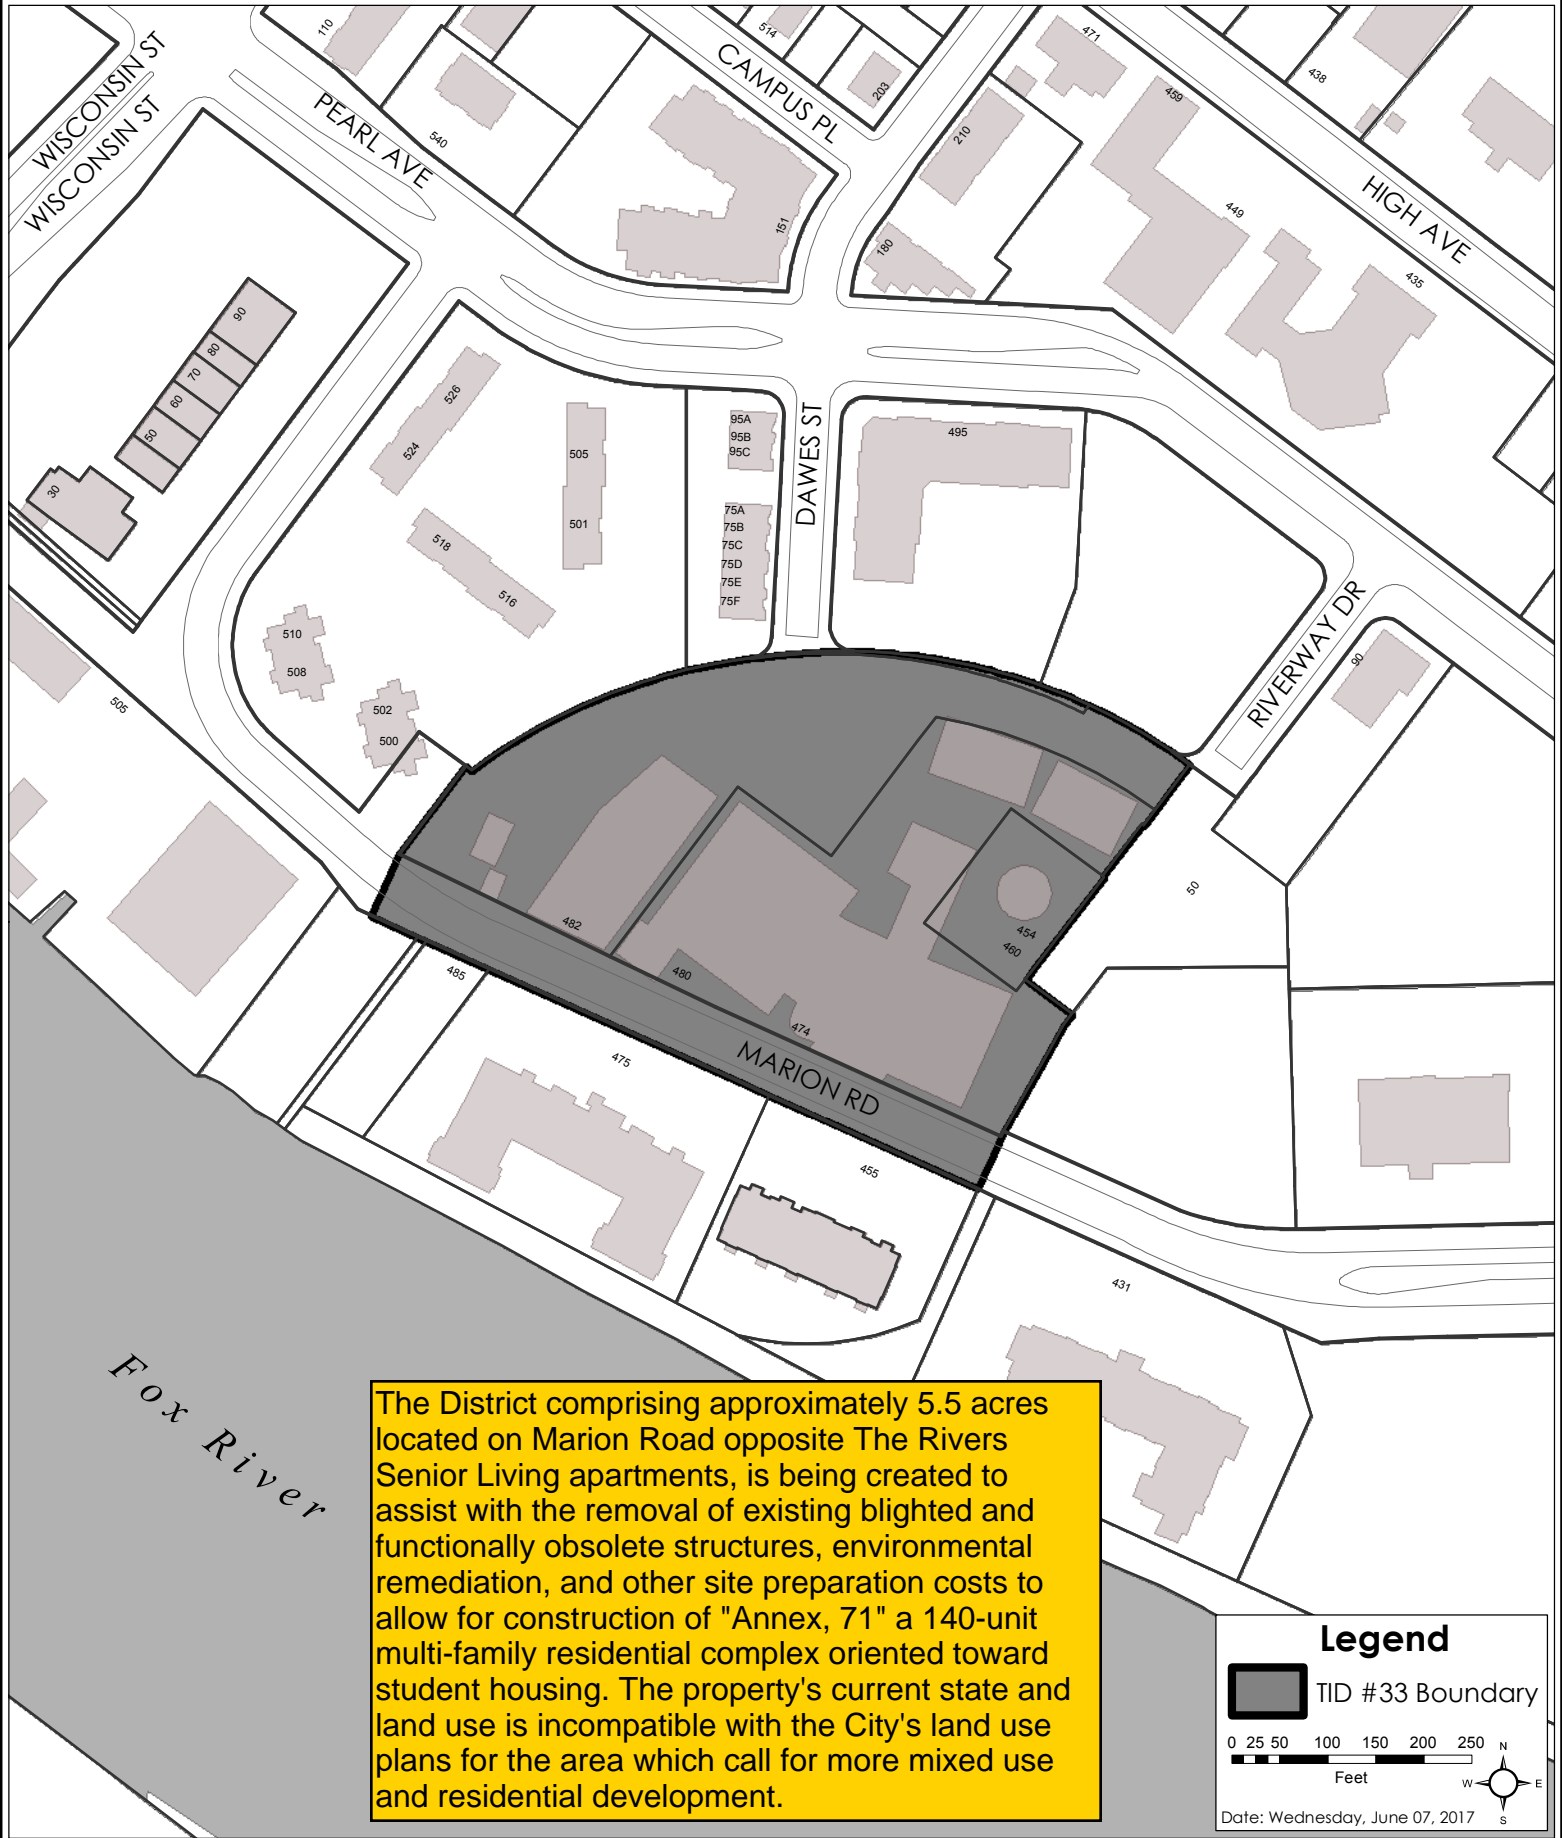 WISCONSIN ST
WISCONSIN ST
PEARL AVE
CAMPUS PL
HIGH AVE
110
540
514
203
471
438
459
210
449
151
180
435
90
80
70
60
50
30
526
524
505
501
518
516
95A
95B
95C
75A
75B
75C
75D
75E
75F
DAWES ST
495
RIVERWAY DR
90
510
508
502
500
505
50
482
454
460
480
474
485
475
MARION RD
455
431
Fox River
The District comprising approximately 5.5 acres
located on Marion Road opposite The Rivers
Senior Living apartments, is being created to
assist with the removal of existing blighted and
functionally obsolete structures, environmental
remediation, and other site preparation costs to
allow for construction of "Annex, 71" a 140-unit
multi-family residential complex oriented toward
student housing. The property's current state and
land use is incompatible with the City's land use
plans for the area which call for more mixed use
and residential development.
Legend
TID #33 Boundary
0 25 50 100 150 200 250
Feet
N
W E
S
Date: Wednesday, June 07, 2017